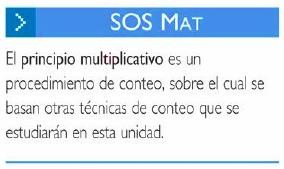 SOS MAT
El principio multiplicativo es un
procedimiento de conteo, sobre el cual se
basan otras técnicas de conteo que se
estudiarán en esta unidad.